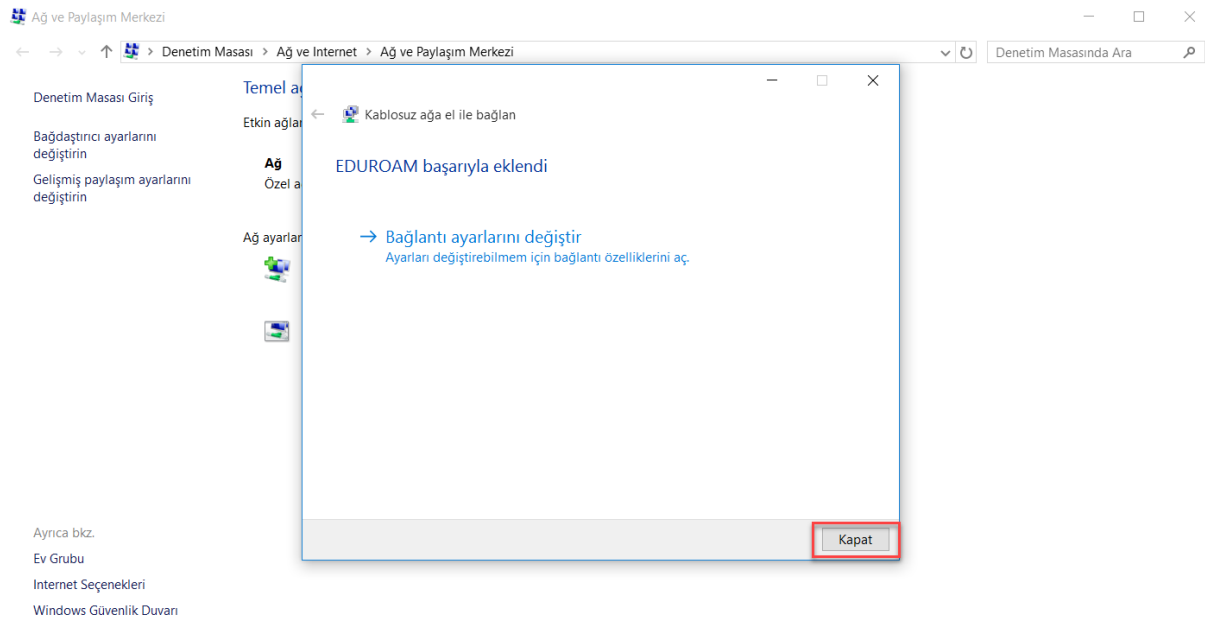 Ağ ve Paylaşım Merkezi
Denetim Masası > Ağ ve Internet > Ağ ve Paylaşım Merkezi
Denetim Masasında Ara
Denetim Masası Giriş
Bağdaştırıcı ayarlarını
değiştirin
Gelişmiş paylaşım ayarlarını
değiştirin
Temel
Etkin ağlar
Ağ
Özel a
Ağ ayarlar
Kablosuz ağa el ile bağlan
EDUROAM başarıyla eklendi
Bağlantı ayarlarını değiştir
Ayarları değiştirebilmem için bağlantı özelliklerini aç.
Kapat
Ayrıca bkz.
Ev Grubu
Internet Seçenekleri
Windows Güvenlik Duvarı